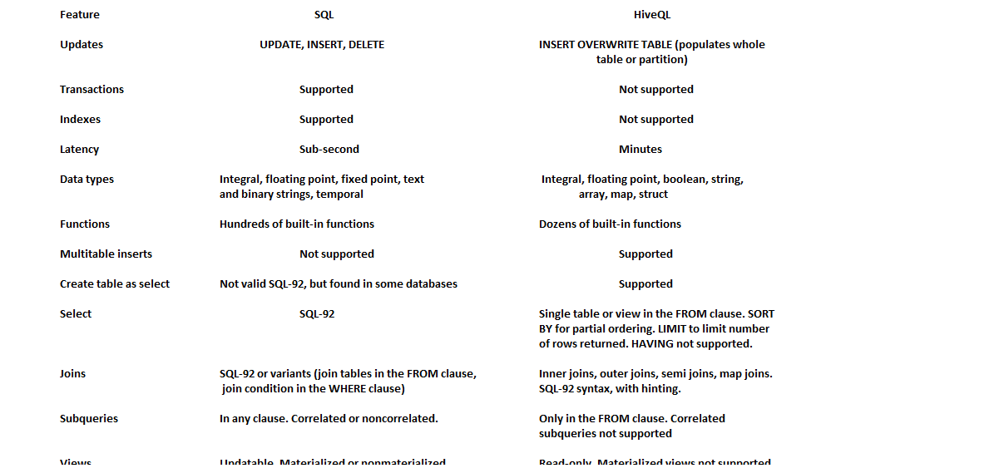 Feature SQL HiveQL
Updates UPDATE, INSERT, DELETE INSERT OVERWRITE TABLE (populates whole
table or partition)
Transactions Supported Not supported
Indexes Supported Not supported
Latency Sub-second Minutes
Data types Integral, floating point, fixed point, text Integral, floating point, boolean, string,
and binary strings, temporal array, map, struct
Functions Hundreds of built-in functions Dozens of built-in functions
Multitable inserts Not supported Supported
Create table as select Not valid SQL-92, but found in some databases Supported
Select SQL-92 Single table or view in the FROM clause. SORT
BY for partial ordering. LIMIT to limit number
of rows returned. HAVING not supported.
Joins SQL-92 or variants (join tables in the FROM clause, Inner joins, outer joins, semi joins, map joins.
join condition in the WHERE clause) SQL-92 syntax, with hinting.
Subqueries In any clause. Correlated or noncorrelated. Only in the FROM clause. Correlated
subqueries not supported
Views Updatable. Materialized or nonmaterialized Read-only. Materialized views not supported